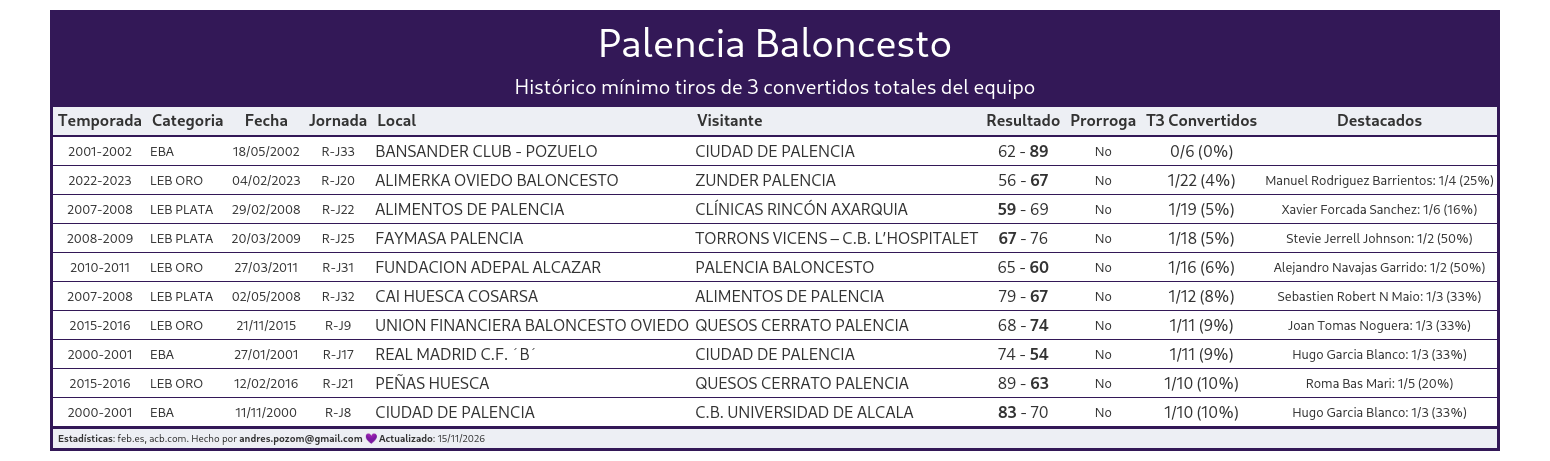 Palencia Baloncesto
Histórico mínimo tiros de 3 convertidos totales del equipo
Temporada Categoria Fecha Jornada Local Visitante Resultado Prorroga T3 Convertidos Destacados
2001-2002 EBA 18/05/2002 R-J33 BANSANDER CLUB - POZUELO CIUDAD DE PALENCIA 62 - 89 No 0/6 (0%)
2022-2023 LEB ORO 04/02/2023 R-J20 ALIMERKA OVIEDO BALONCESTO ZUNDER PALENCIA 56 - 67 No 1/22 (4%) Manuel Rodriguez Barrientos: 1/4 (25%)
2007-2008 LEB PLATA 29/02/2008 R-J22 ALIMENTOS DE PALENCIA CLÍNICAS RINCÓN AXARQUIA 59 - 69 No 1/19 (5%) Xavier Forcada Sanchez: 1/6 (16%)
2008-2009 LEB PLATA 20/03/2009 R-J25 FAYMASA PALENCIA TORRONS VICENS – C.B. L'HOSPITALET 67 - 76 No 1/18 (5%) Stevie Jerrell Johnson: 1/2 (50%)
2010-2011 LEB ORO 27/03/2011 R-J31 FUNDACION ADEPAL ALCAZAR PALENCIA BALONCESTO 65 - 60 No 1/16 (6%) Alejandro Navajas Garrido: 1/2 (50%)
2007-2008 LEB PLATA 02/05/2008 R-J32 CAI HUESCA COSARSA ALIMENTOS DE PALENCIA 79 - 67 No 1/12 (8%) Sebastien Robert N Maio: 1/3 (33%)
2015-2016 LEB ORO 21/11/2015 R-J9 UNION FINANCIERA BALONCESTO OVIEDO QUESOS CERRATO PALENCIA 68 - 74 No 1/11 (9%) Joan Tomas Noguera: 1/3 (33%)
2000-2001 EBA 27/01/2001 R-J17 REAL MADRID C.F. ´B´ CIUDAD DE PALENCIA 74 - 54 No 1/11 (9%) Hugo Garcia Blanco: 1/3 (33%)
2015-2016 LEB ORO 12/02/2016 R-J21 PEÑAS HUESCA QUESOS CERRATO PALENCIA 89 - 63 No 1/10 (10%) Roma Bas Mari: 1/5 (20%)
2000-2001 EBA 11/11/2000 R-J8 CIUDAD DE PALENCIA C.B. UNIVERSIDAD DE ALCALA 83 - 70 No 1/10 (10%) Hugo Garcia Blanco: 1/3 (33%)
Estadísticas: feb.es, acb.com. Hecho por andres.pozom@gmail.com 💜 Actualizado: 15/11/2026